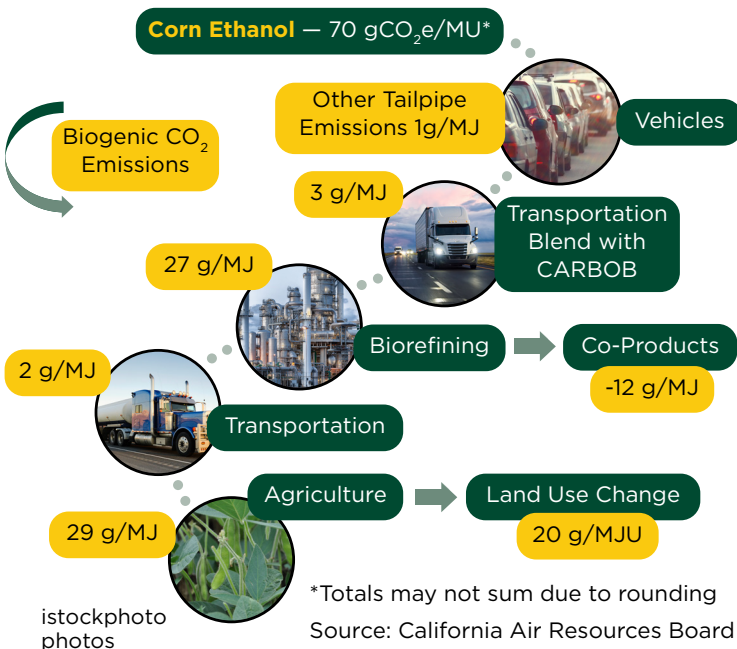 Corn Ethanol — 70 gCO₂e/MU*
Other Tailpipe
Emissions 1g/MJ
Vehicles
Biogenic CO₂
Emissions
3 g/MJ
Transportation
Blend with
CARBOB
27 g/MJ
Biorefining
Co-Products
-12 g/MJ
2 g/MJ
Transportation
Agriculture
Land Use Change
29 g/MJ
20 g/MJU
*Totals may not sum due to rounding
istockphoto
photos
Source: California Air Resources Board